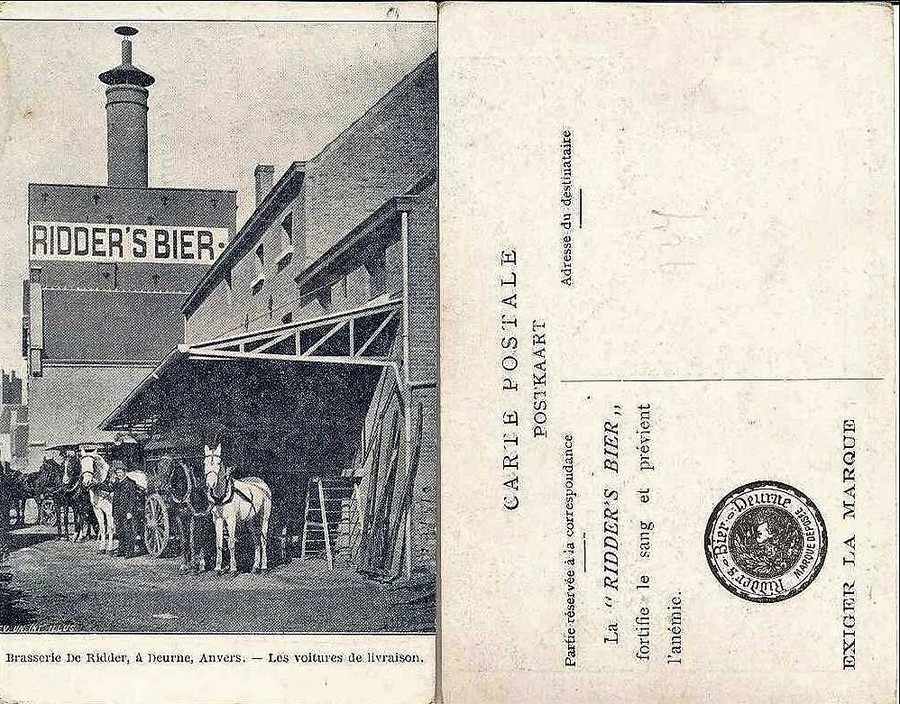 RIDDER'S BIER·
Brasserie De Ridder, à Deurne, Anvers. — Les voitures de livraison.
CARTE POSTALE
POSTKAART
Adresse du destinataire
Partie réservée à la correspondance
La “RIDDER'S BIER„
fortifie le sang et prévient
l'anémie.
Ridder's-Bier-Deurne
MARQUE DÉPOSÉE
EXIGER LA MARQUE